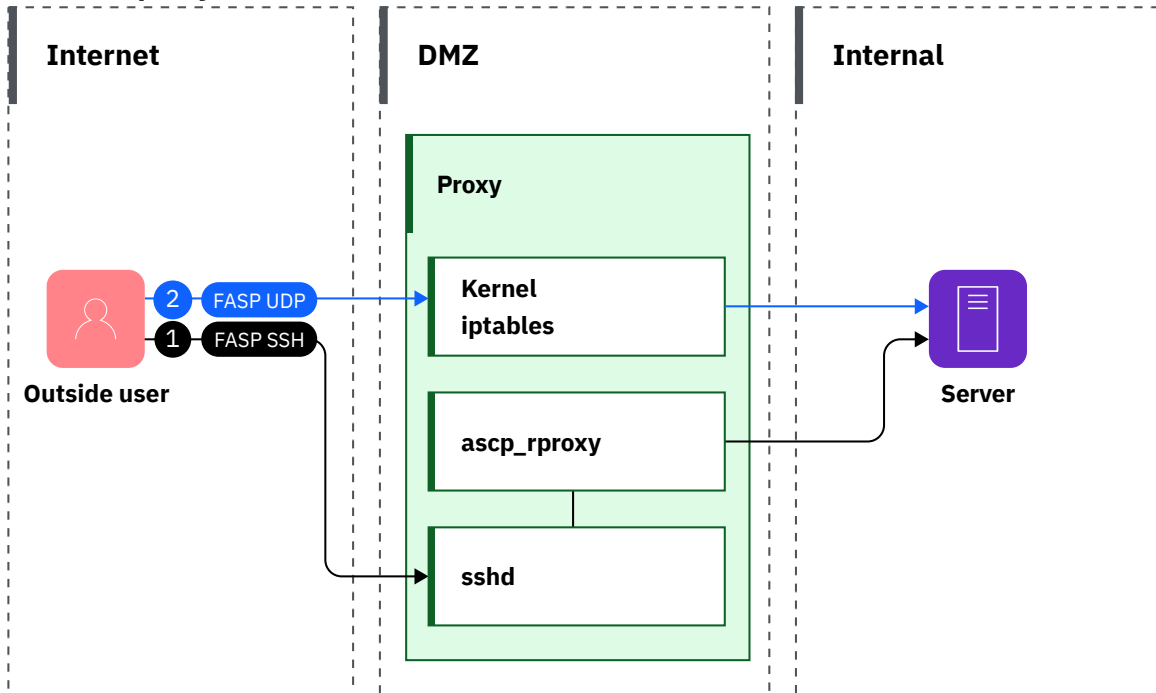 Internet
DMZ
Internal
Proxy
2
FASP UDP
1
FASP SSH
Kernel
iptables
Outside user
Server
ascp_rproxy
sshd